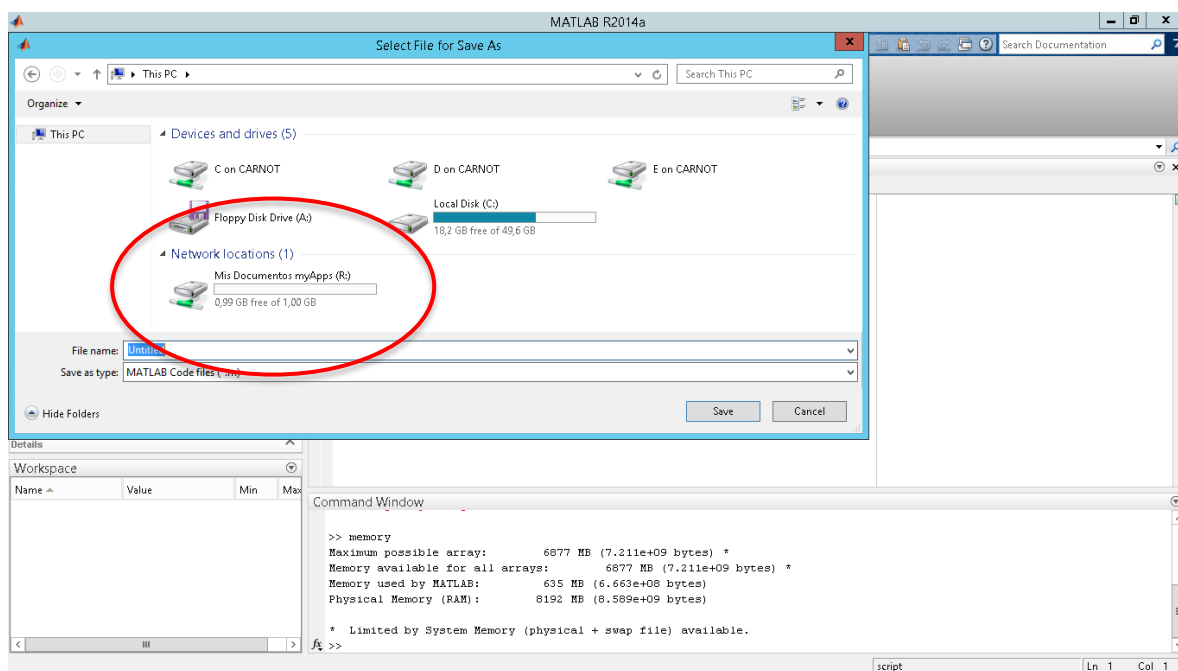 MATLAB R2014a
Select File for Save As
This PC
Search This PC
Search Documentation
Organize
This PC
Devices and drives (5)
C on CARNOT
D on CARNOT
E on CARNOT
Floppy Disk Drive (A:)
Local Disk (C:)
18,2 GB free of 49,6 GB
Network locations (1)
Mis Documentos myApps (R:)
0,99 GB free of 1,00 GB
File name:
Save as type: MATLAB Code files
Hide Folders
Save
Cancel
Details
Workspace
Name
Value
Min
Max
Command Window
>> memory
Maximum possible array: 6877 MB (7.211e+09 bytes) *
Memory available for all arrays: 6877 MB (7.211e+09 bytes) *
Memory used by MATLAB: 635 MB (6.663e+08 bytes)
Physical Memory (RAM): 8192 MB (8.589e+09 bytes)
* Limited by System Memory (physical + swap file) available.
fx >>
script
Ln 1 Col 1